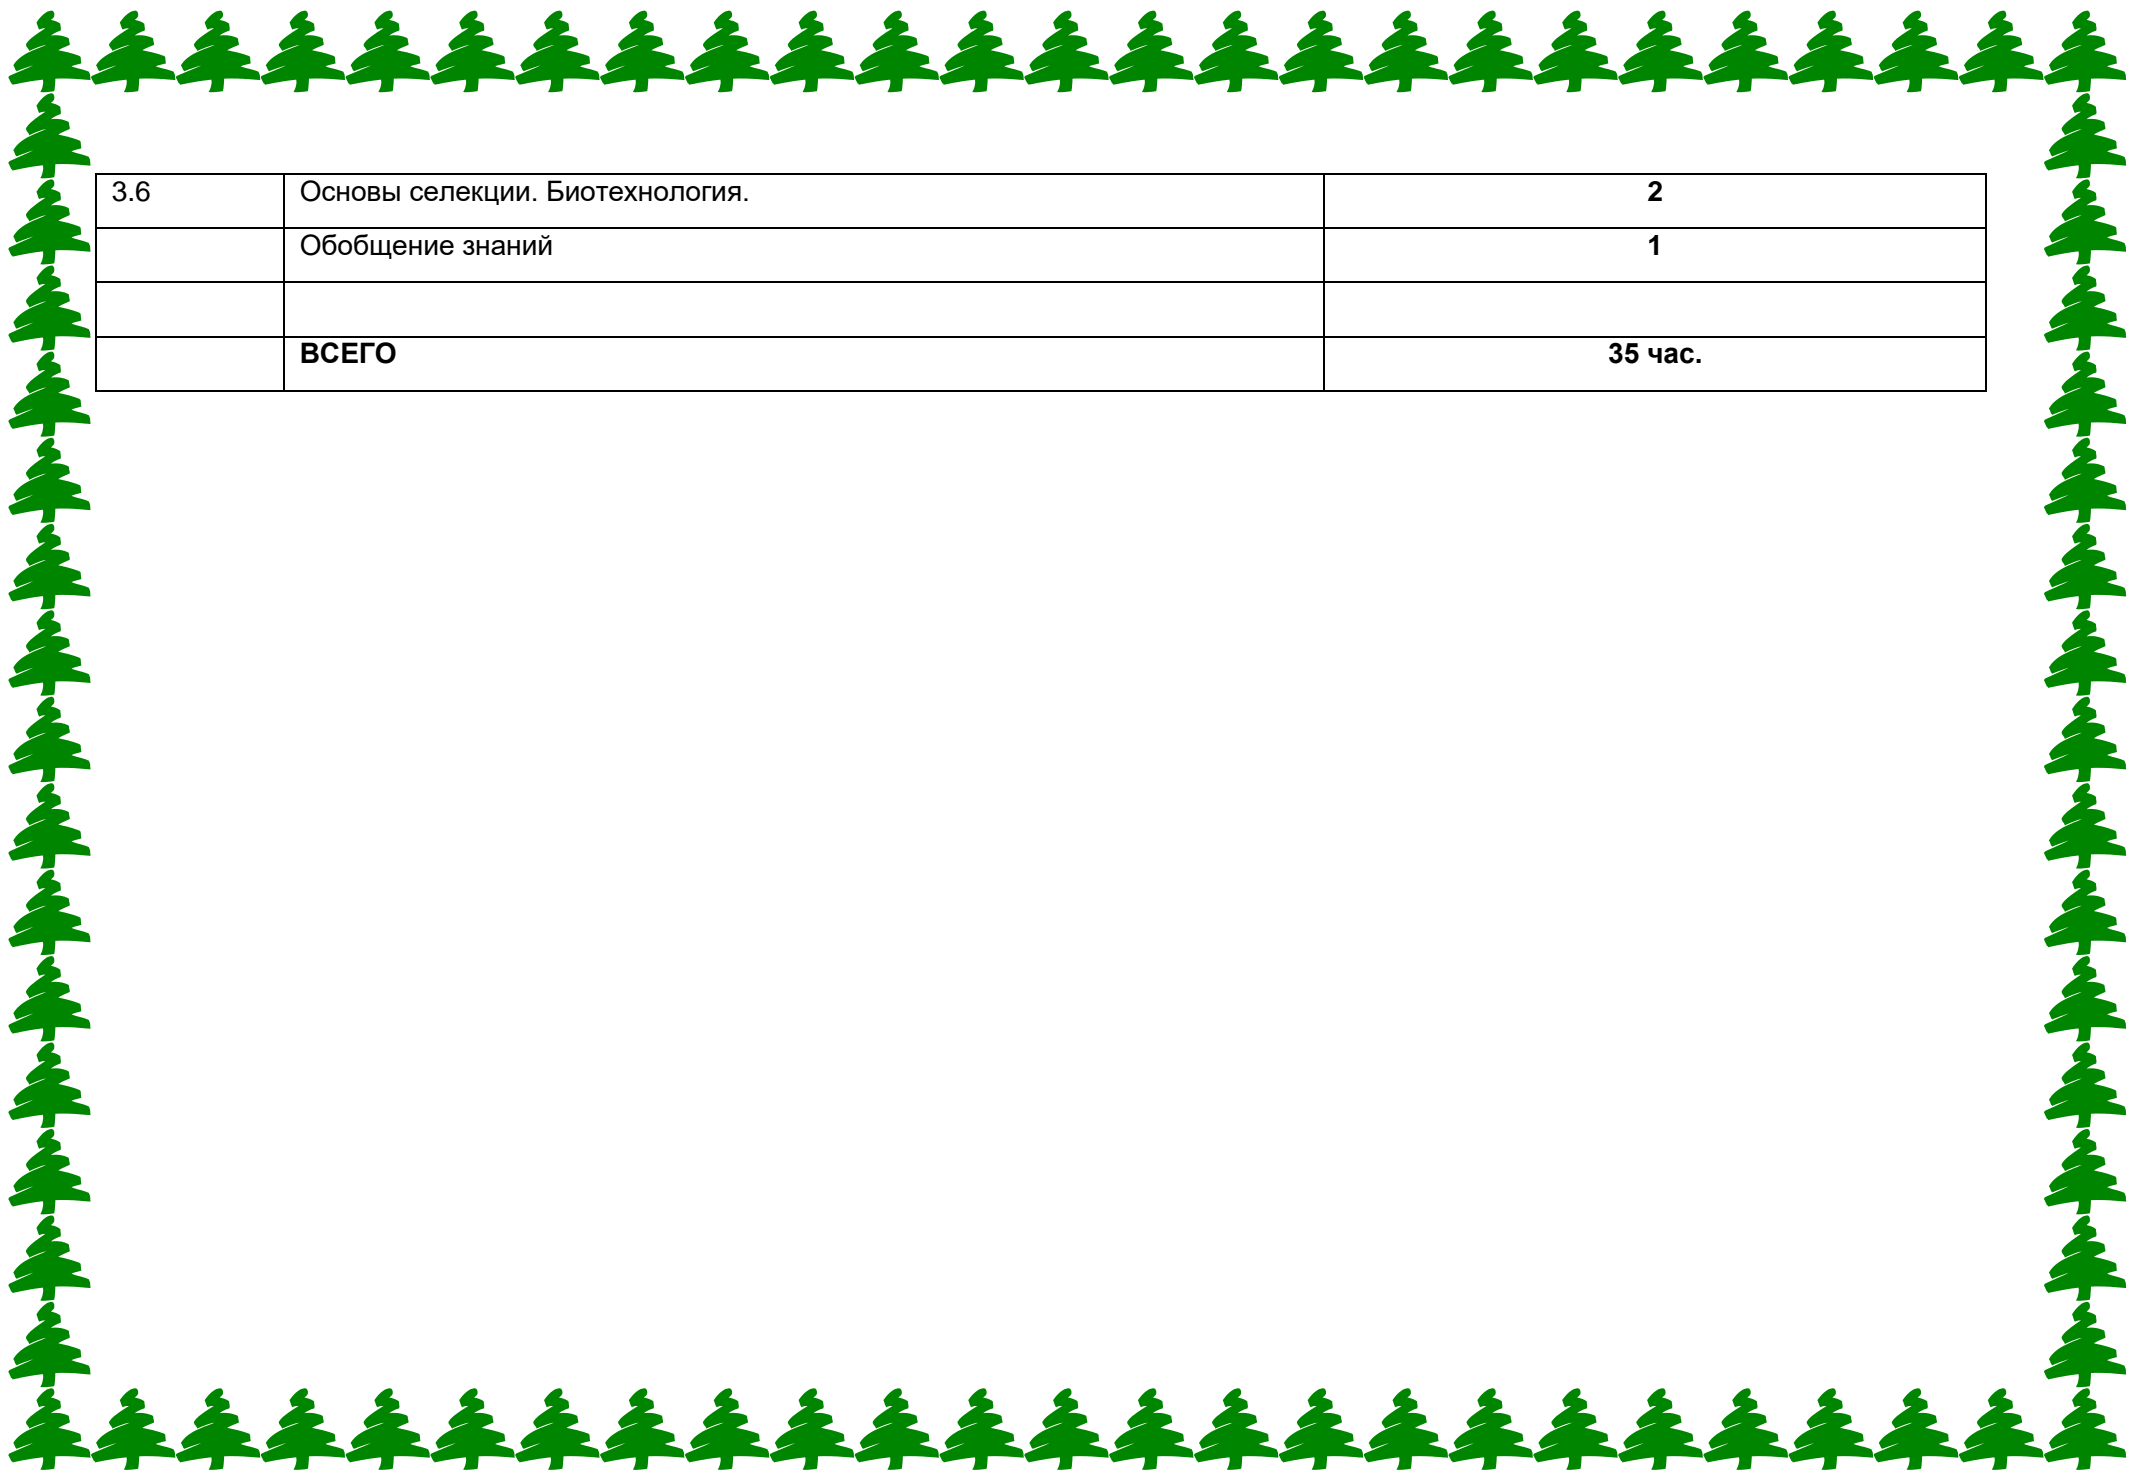 3.6 Основы селекции. Биотехнология. 2
Обобщение знаний 1
ВСЕГО 35 час.